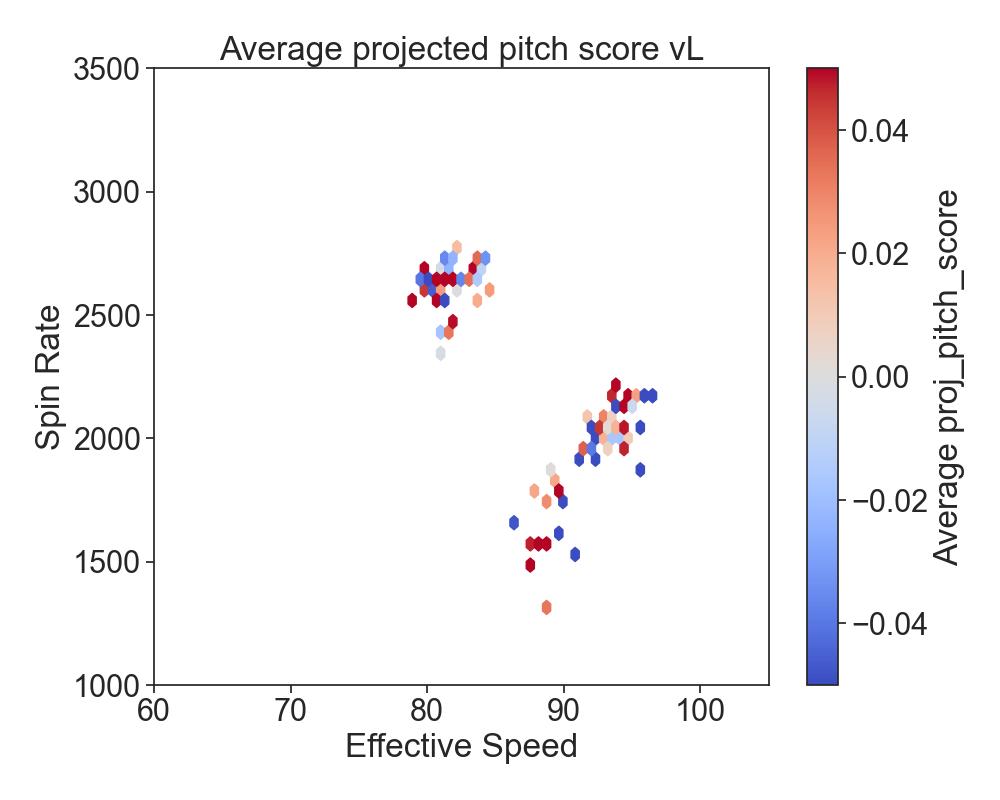 Average projected pitch score vL
3500
3000
2500
2000
1500
1000
Spin Rate
60 70 80 90 100
Effective Speed
0.04
0.02
0.00
−0.02
−0.04
Average proj_pitch_score